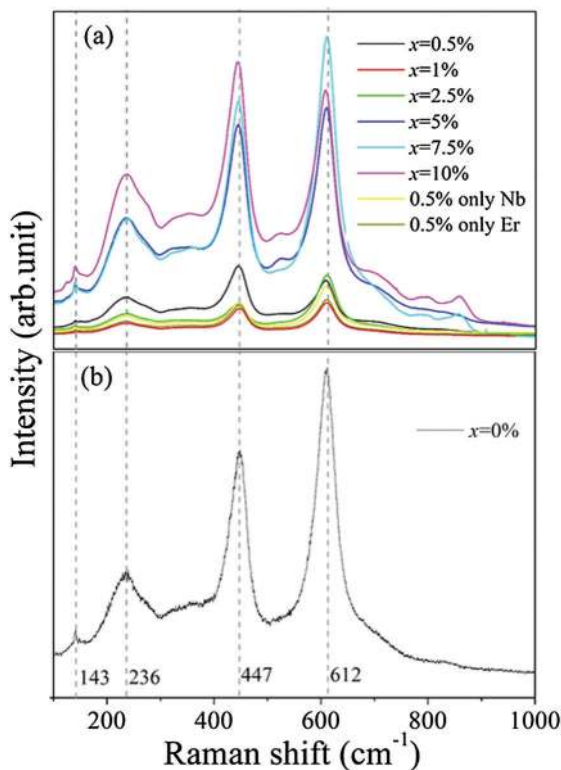 (a)
x=0.5%
x=1%
x=2.5%
x=5%
x=7.5%
x=10%
0.5% only Nb
0.5% only Er
Intensity (arb.unit)
(b)
x=0%
143 236 447 612
200 400 600 800 1000
Raman shift (cm⁻¹)